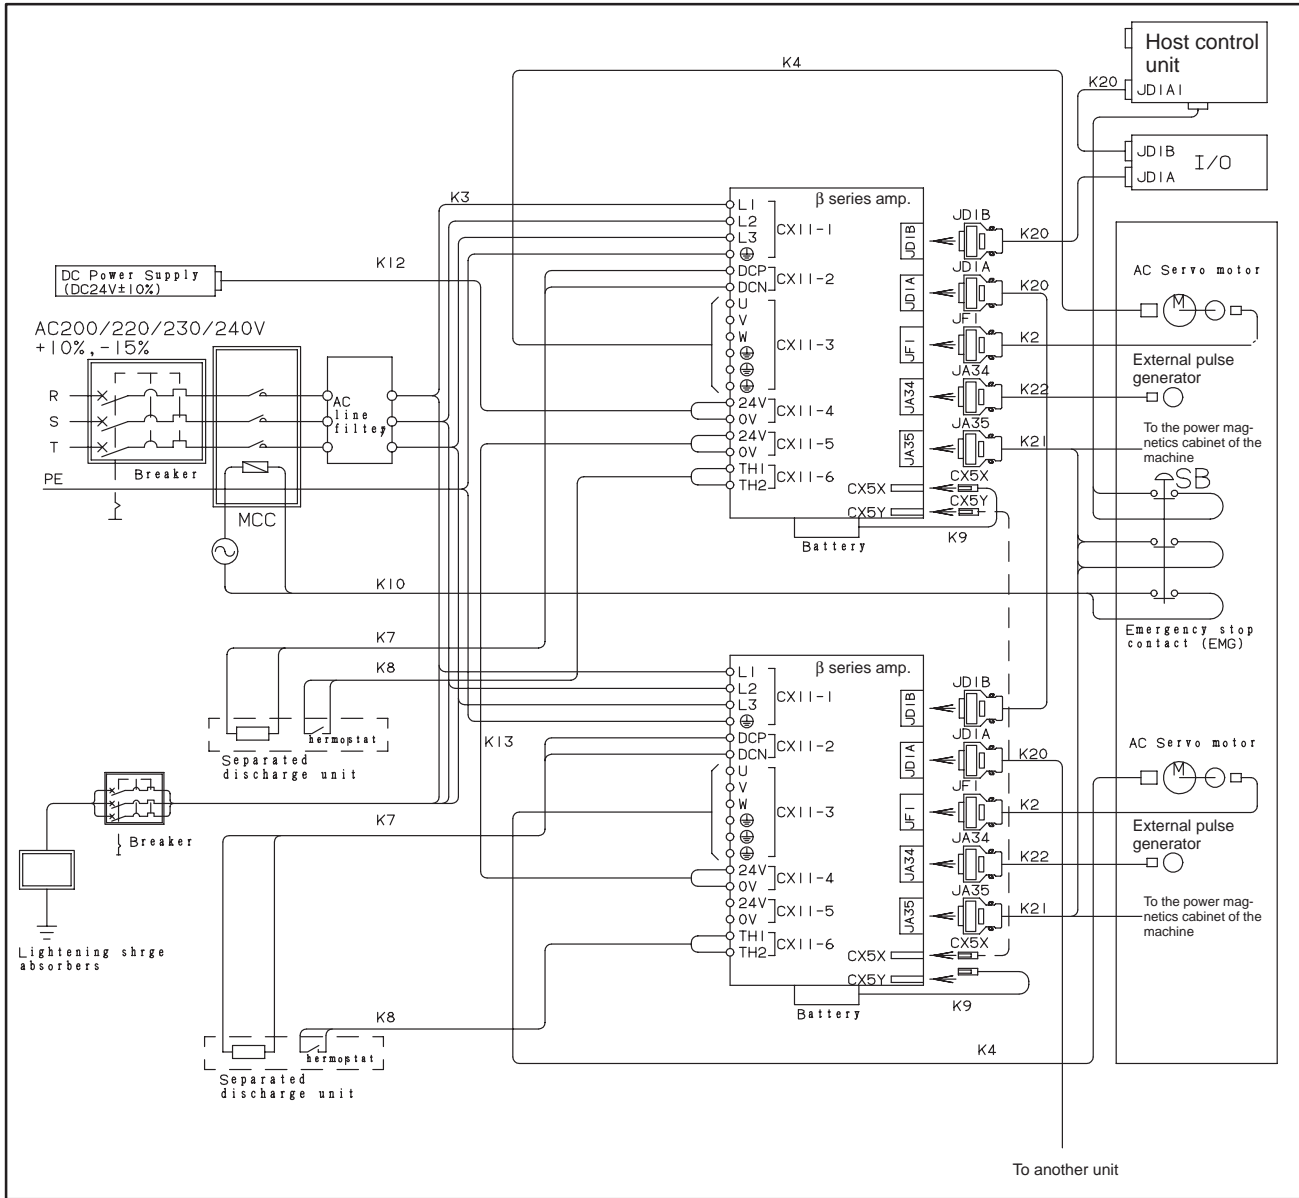 Host control
unit
K4
K20
JD1A1
JD1B
I/O
JD1A
K3
β series amp.
L1
L2
CX11-1
L3
JD1B
JD1B
K20
K12
DC Power Supply
(DC24V±10%)
DCP
CX11-2
DCN
JD1A
JD1A
K20
AC Servo motor
M
AC200/220/230/240V
+10%,-15%
U
V
W
CX11-3
JF1
JF1
K2
External pulse
generator
R
S
T
AC
line
filter
24V
CX11-4
0V
JA34
JA34
K22
24V
CX11-5
0V
JA35
JA35
K21
To the power mag-
netics cabinet of the
machine
Breaker
PE
MCC
TH1
CX11-6
TH2
CX5X
CX5X
SB
CX5Y
CX5Y
Battery
K9
K10
Emergency stop
contact (EMG)
K7
K8
hermostat
Separated
discharge unit
β series amp.
L1
L2
CX11-1
L3
JD1B
JD1B
K13
DCP
CX11-2
DCN
JD1A
JD1A
K20
AC Servo motor
M
U
V
W
CX11-3
JF1
JF1
K2
External pulse
generator
Breaker
K7
24V
CX11-4
0V
JA34
JA34
K22
24V
CX11-5
0V
JA35
JA35
K21
To the power mag-
netics cabinet of the
machine
Lightening shrge
absorbers
TH1
CX11-6
TH2
CX5X
CX5X
CX5Y
Battery
K9
K8
hermostat
Separated
discharge unit
K4
To another unit